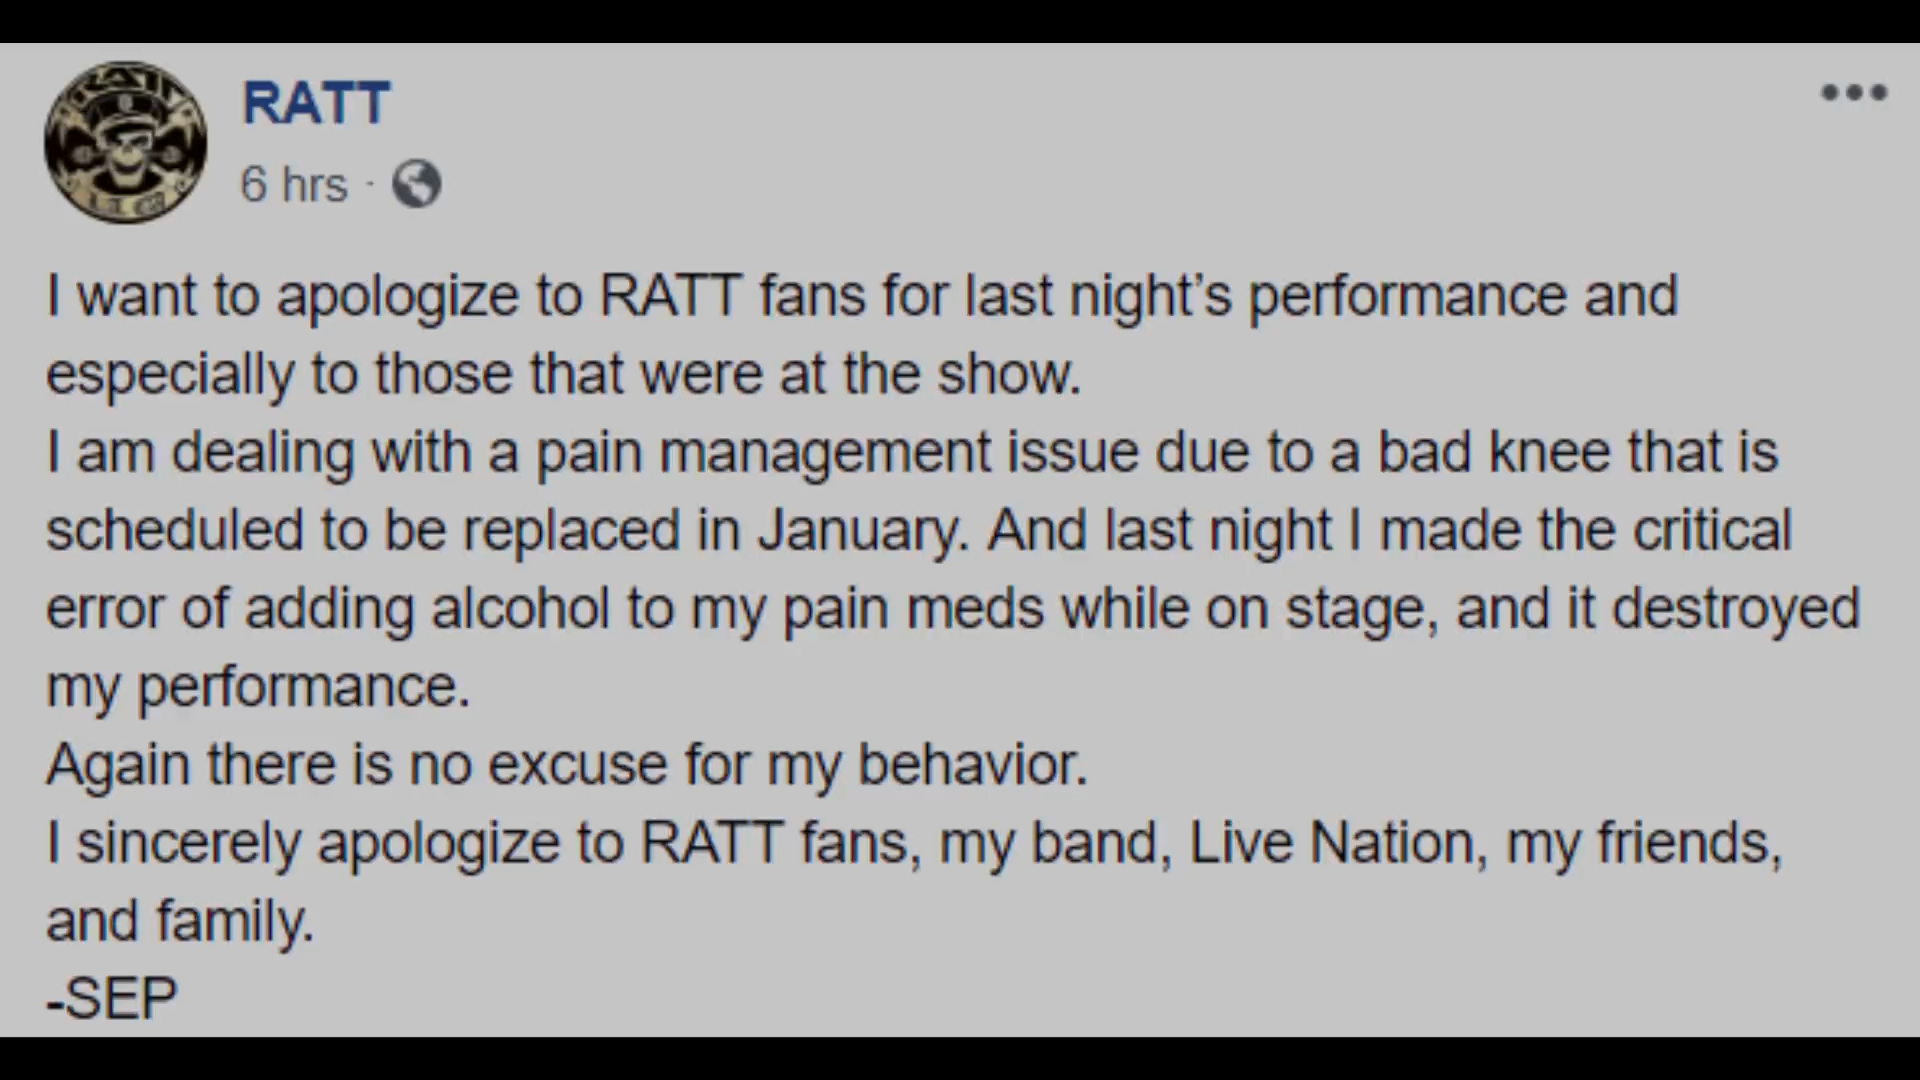 RATT
RATT
6 hrs ·
I want to apologize to RATT fans for last night’s performance and
especially to those that were at the show.
I am dealing with a pain management issue due to a bad knee that is
scheduled to be replaced in January. And last night I made the critical
error of adding alcohol to my pain meds while on stage, and it destroyed
my performance.
Again there is no excuse for my behavior.
I sincerely apologize to RATT fans, my band, Live Nation, my friends,
and family.
-SEP